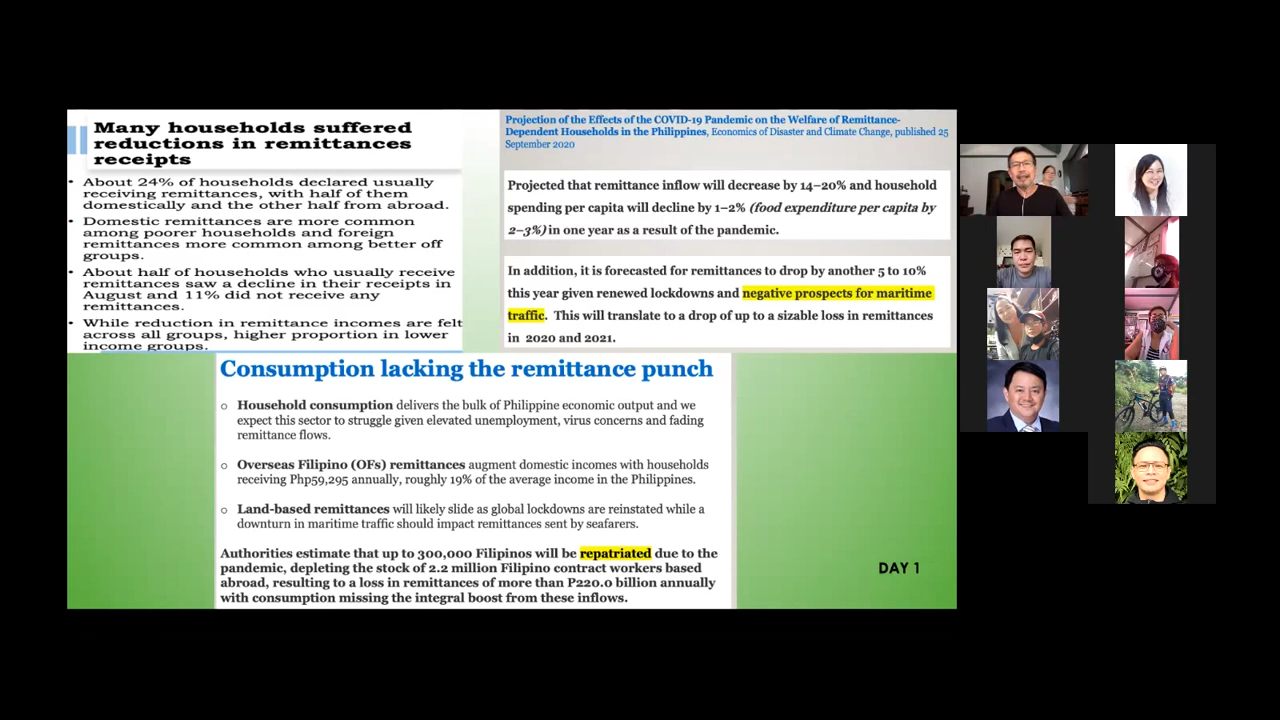 Many households suffered
reductions in remittances
receipts
• About 24% of households declared usually
receiving remittances, with half of them
domestically and the other half from abroad.
• Domestic remittances are more common
among poorer households and foreign
remittances more common among better off
groups.
• About half of households who usually receive
remittances saw a decline in their receipts in
August and 11% did not receive any
remittances.
• While reduction in remittance incomes are felt
across all groups, higher proportion in lower
income groups.
Projection of the Effects of the COVID-19 Pandemic on the Welfare of Remittance-
Dependent Households in the Philippines, Economics of Disaster and Climate Change, published 25
September 2020
Projected that remittance inflow will decrease by 14–20% and household
spending per capita will decline by 1–2% (food expenditure per capita by
2–3%) in one year as a result of the pandemic.
In addition, it is forecasted for remittances to drop by another 5 to 10%
this year given renewed lockdowns and negative prospects for maritime
traffic. This will translate to a drop of up to a sizable loss in remittances
in 2020 and 2021.
Consumption lacking the remittance punch
o Household consumption delivers the bulk of Philippine economic output and we
expect this sector to struggle given elevated unemployment, virus concerns and fading
remittance flows.
o Overseas Filipino (OFs) remittances augment domestic incomes with households
receiving Php59,295 annually, roughly 19% of the average income in the Philippines.
o Land-based remittances will likely slide as global lockdowns are reinstated while a
downturn in maritime traffic should impact remittances sent by seafarers.
Authorities estimate that up to 300,000 Filipinos will be repatriated due to the
pandemic, depleting the stock of 2.2 million Filipino contract workers based
abroad, resulting to a loss in remittances of more than P220.0 billion annually
with consumption missing the integral boost from these inflows.
DAY 1